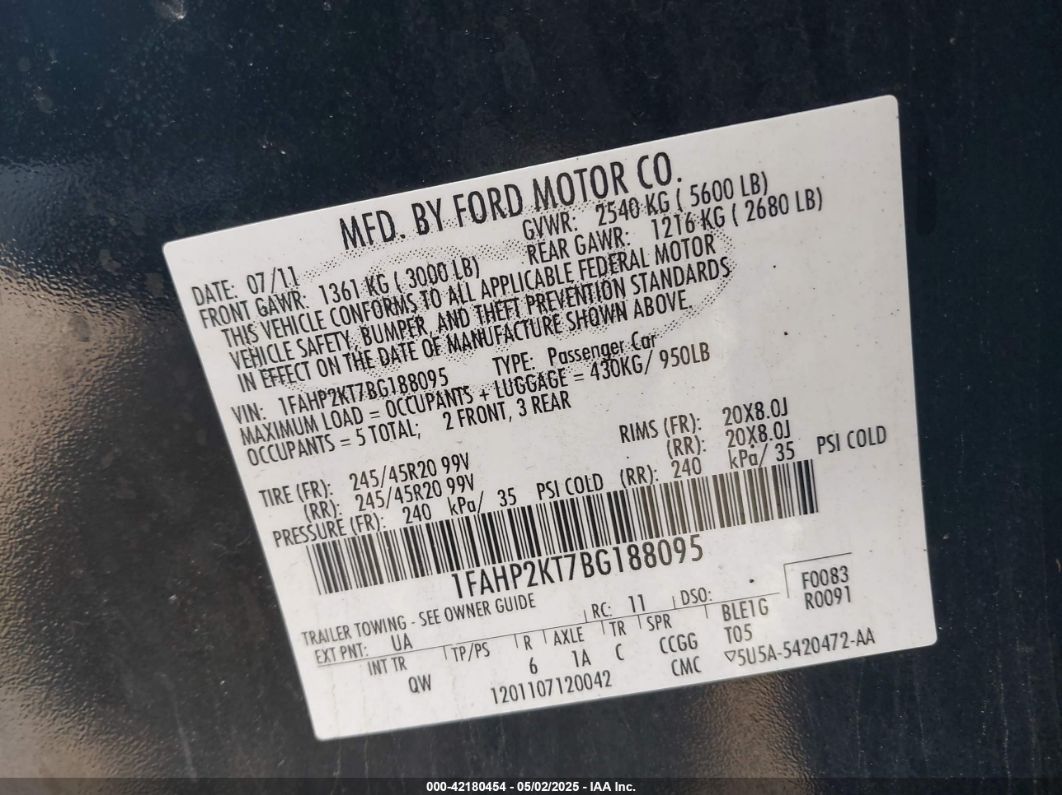 MFD. BY FORD MOTOR CO.
DATE: 07/11 GVWR: 2540 KG ( 5600 LB)
FRONT GAWR: 1361 KG ( 3000 LB) REAR GAWR: 1216 KG ( 2680 LB)
THIS VEHICLE CONFORMS TO ALL APPLICABLE FEDERAL MOTOR
VEHICLE SAFETY, BUMPER, AND THEFT PREVENTION STANDARDS
IN EFFECT ON THE DATE OF MANUFACTURE SHOWN ABOVE.
VIN: 1FAHP2KT7BG188095 TYPE: Passenger Car
MAXIMUM LOAD = OCCUPANTS + LUGGAGE = 430KG/ 950LB
OCCUPANTS = 5 TOTAL; 2 FRONT, 3 REAR
TIRE (FR): 245/45R20 99V RIMS (FR): 20X8.0J
(RR): 245/45R20 99V (RR): 20X8.0J
PRESSURE (FR): 240 kPa/ 35 PSI COLD (RR): 240 kPa/ 35 PSI COLD
1FAHP2KT7BG188095
TRAILER TOWING - SEE OWNER GUIDE
EXT PNT: UA RC: 11 DSO: F0083
R0091
INT TR TP/PS R AXLE TR SPR BLE1G
QW 6 1A C CCGG T05
1201107120042 CMC ▽5U5A-5420472-AA
000-42180454 - 05/02/2025 - IAA Inc.